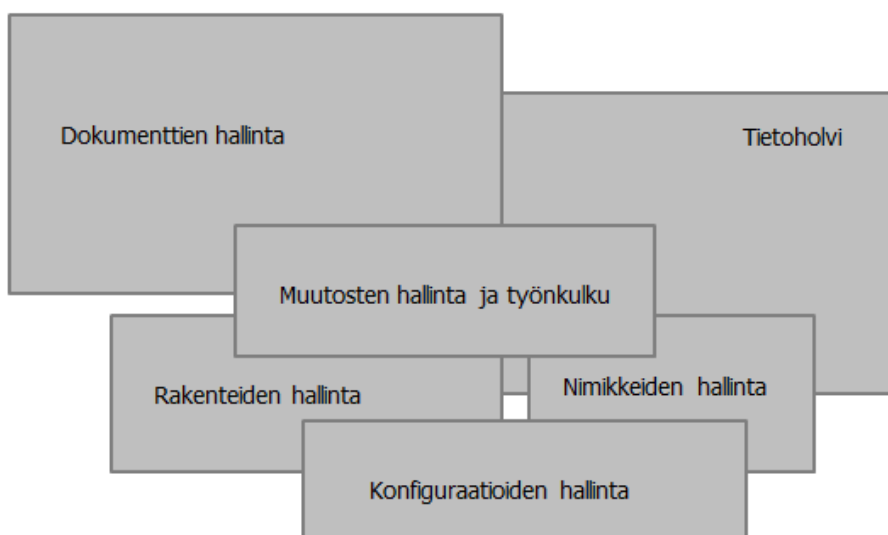 Dokumenttien hallinta
Tietoholvi
Muutosten hallinta ja työnkulku
Rakenteiden hallinta
Nimikkeiden hallinta
Konfiguraatioiden hallinta